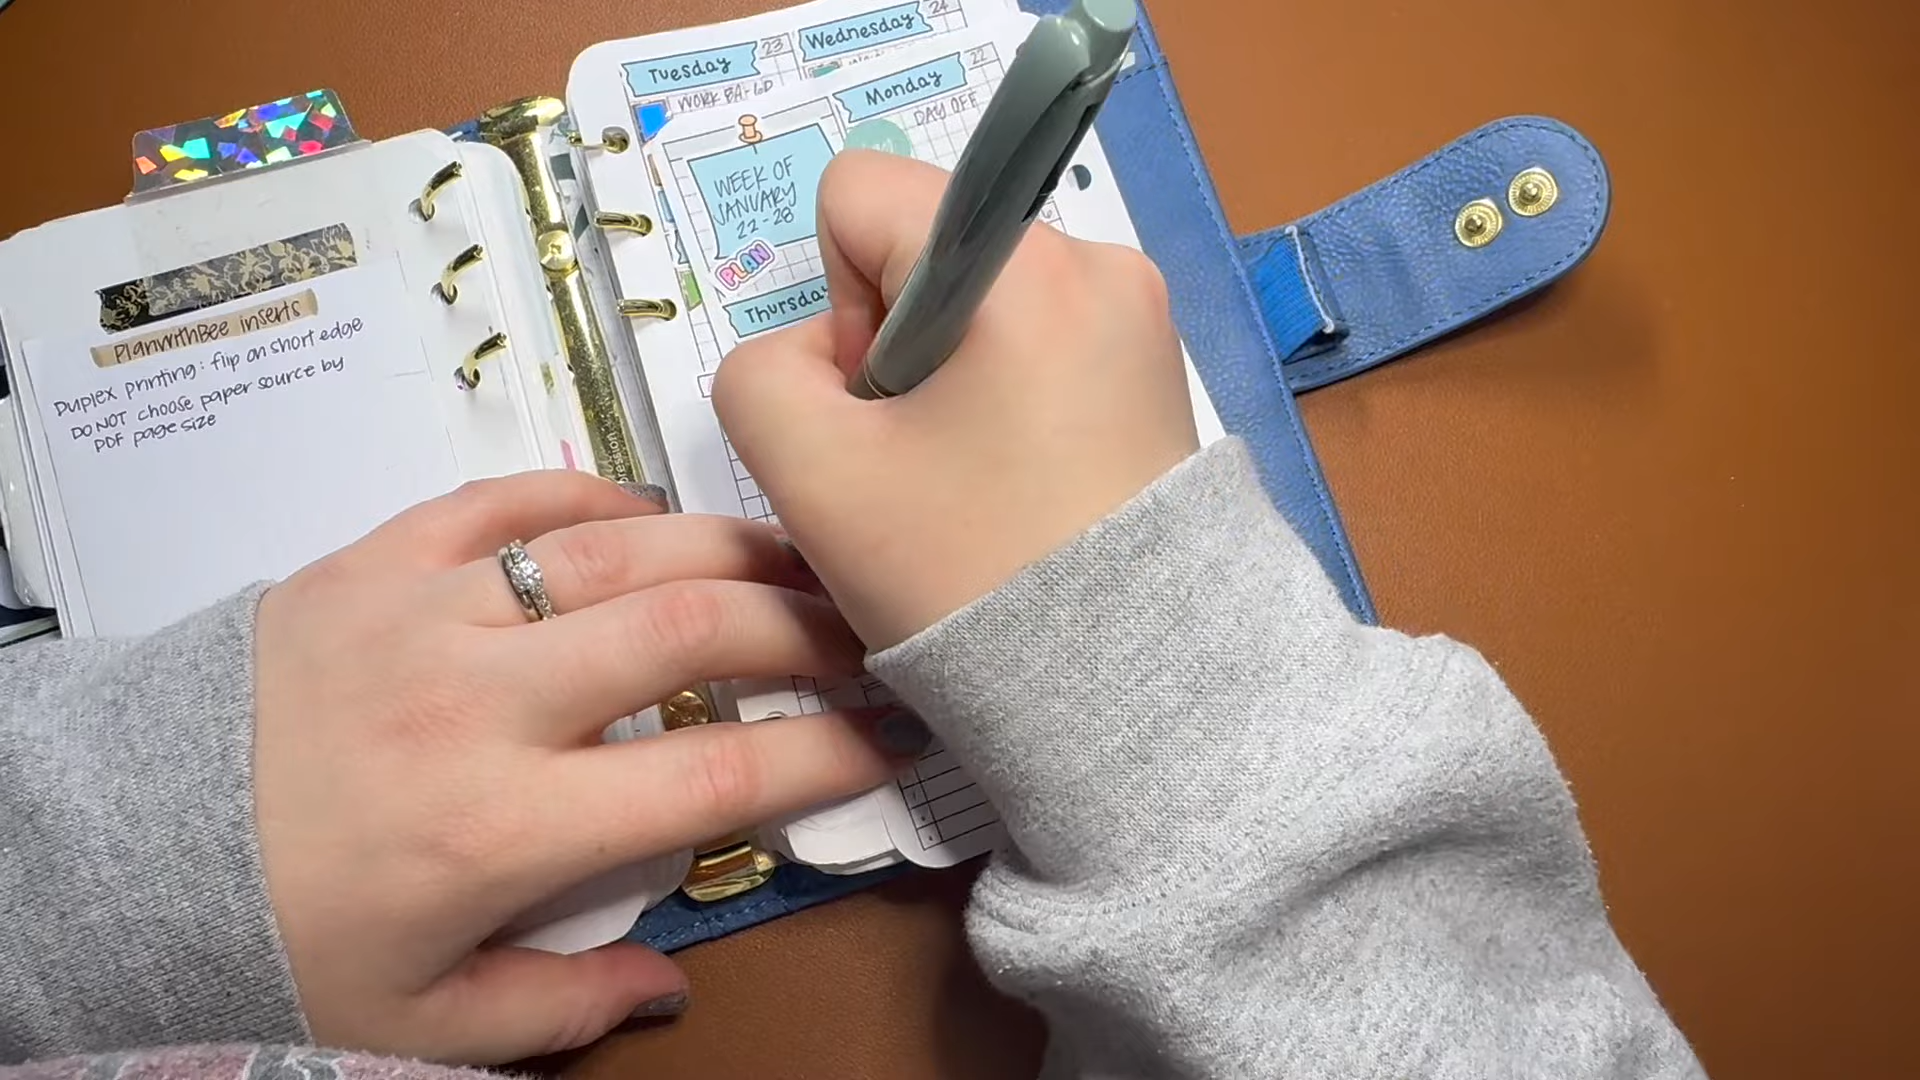 PlanwithBee inserts
Duplex printing: flip on short edge
DO NOT choose paper source by
PDF page size
Tuesday 23
Wednesday 24
WORK 8A-6P
Monday 22
DAY OFF
WEEK OF
JANUARY
22-28
PLAN
Thursday